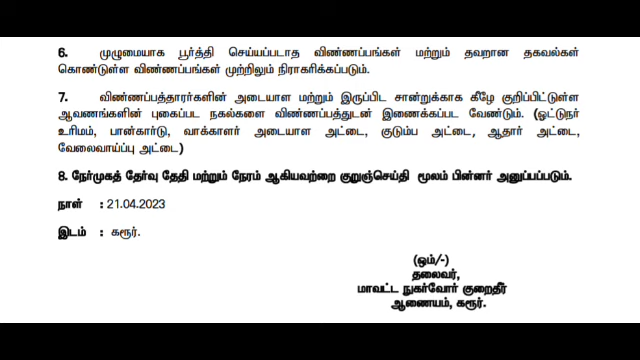 6. முழுமையாக பூர்த்தி செய்யப்படாத விண்ணப்பங்கள் மற்றும் தவறான தகவல்கள்
கொண்டுள்ள விண்ணப்பங்கள் முற்றிலும் நிராகரிக்கப்படும்.
7. விண்ணப்பத்தாரர்களின் அடையாள மற்றும் இருப்பிட சான்றுக்காக கீழே குறிப்பிட்டுள்ள
ஆவணங்களின் புகைப்பட நகல்களை விண்ணப்பத்துடன் இணைக்கப்பட வேண்டும். (ஓட்டுநர்
உரிமம், பான்கார்டு, வாக்காளர் அடையாள அட்டை, குடும்ப அட்டை, ஆதார் அட்டை,
வேலைவாய்ப்பு அட்டை)
8. நேர்முகத் தேர்வு தேதி மற்றும் நேரம் ஆகியவற்றை குறுஞ்செய்தி மூலம் பின்னர் அனுப்பப்படும்.
நாள் : 21.04.2023
இடம் : கரூர்.
(ஒம்/-)
தலைவர்,
மாவட்ட நுகர்வோர் குறைதீர்
ஆணையம், கரூர்.